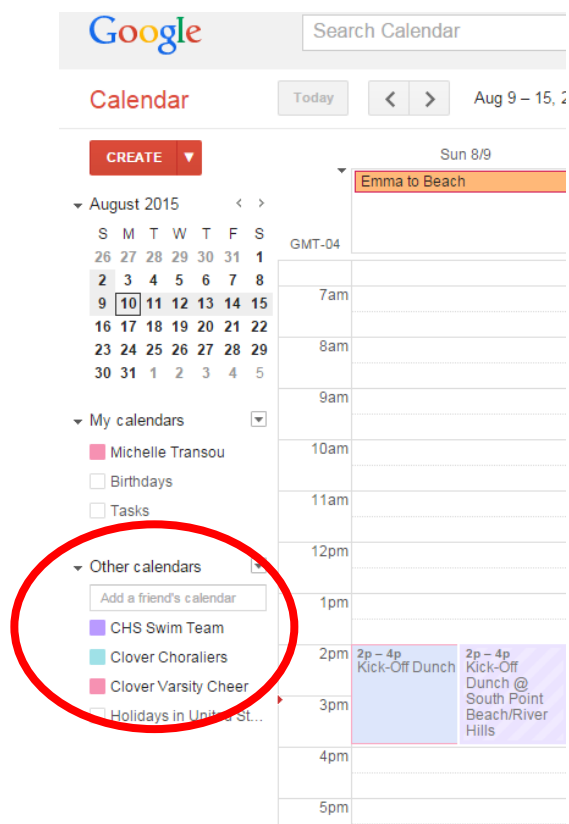 Google
Search Calendar
Calendar
Today
Aug 9 – 15, 2
CREATE
Sun 8/9
Emma to Beach
August 2015
S M T W T F S
26 27 28 29 30 31 1
2 3 4 5 6 7 8
9 10 11 12 13 14 15
16 17 18 19 20 21 22
23 24 25 26 27 28 29
30 31 1 2 3 4 5
GMT-04
7am
8am
9am
10am
11am
12pm
1pm
2pm
3pm
4pm
5pm
My calendars
Michelle Transou
Birthdays
Tasks
Other calendars
Add a friend's calendar
CHS Swim Team
Clover Choraliers
Clover Varsity Cheer
Holidays in United St...
2p – 4p
Kick-Off Dunch
2p – 4p
Kick-Off
Dunch @
South Point
Beach/River
Hills